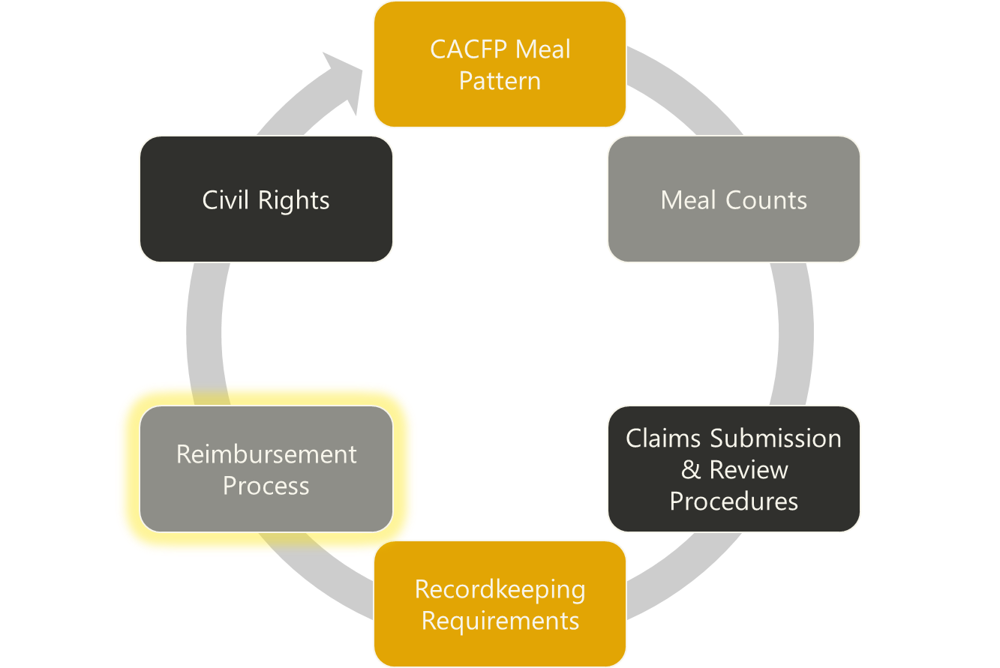 CACFP Meal
Pattern
Meal Counts
Claims Submission
& Review
Procedures
Recordkeeping
Requirements
Reimbursement
Process
Civil Rights